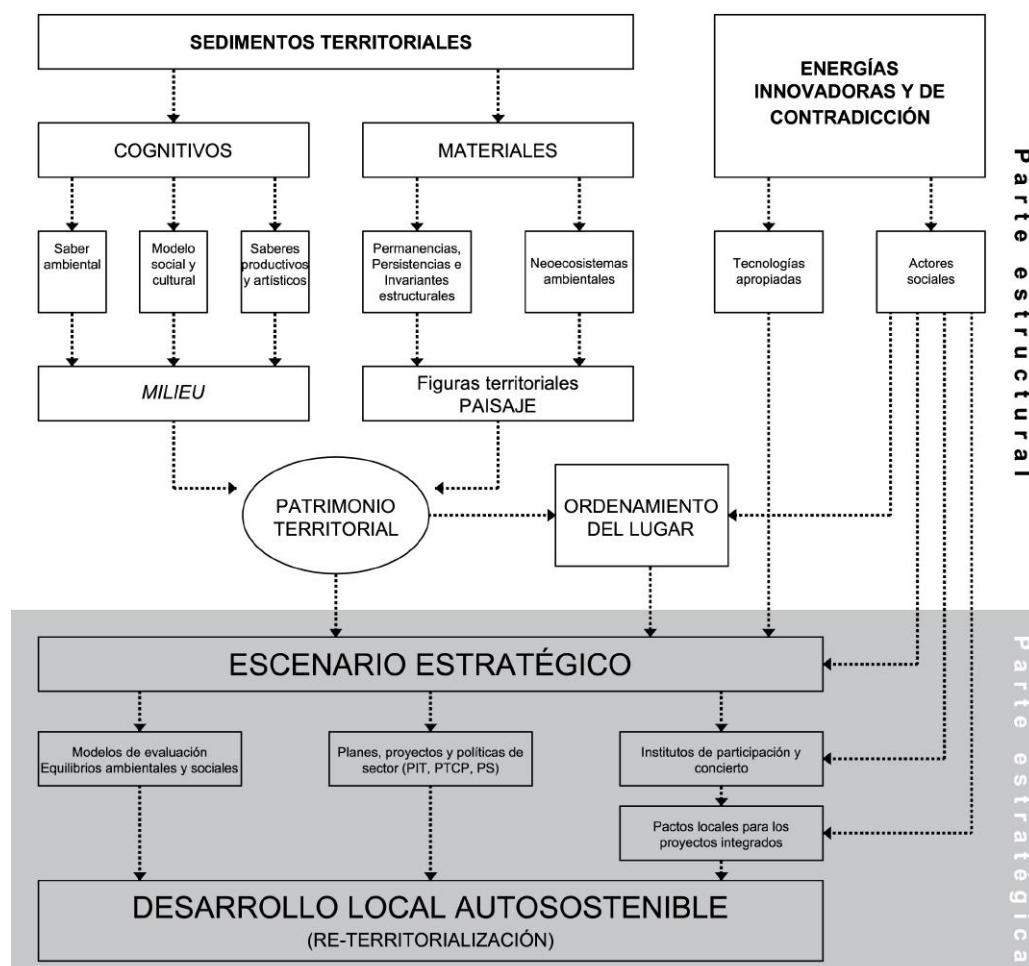 SEDIMENTOS TERRITORIALES
ENERGÍAS
INNOVADORAS Y DE
CONTRADICCIÓN
COGNITIVOS
MATERIALES
Saber
ambiental
Modelo
social y
cultural
Saberes
productivos
y artísticos
Permanencias,
Persistencias e
Invariantes
estructurales
Neoecosistemas
ambientales
Tecnologías
apropiadas
Actores
sociales
MILIEU
Figuras territoriales
PAISAJE
PATRIMONIO
TERRITORIAL
ORDENAMIENTO
DEL LUGAR
Parte estructural
ESCENARIO ESTRATÉGICO
Modelos de evaluación
Equilibrios ambientales y sociales
Planes, proyectos y políticas de
sector (PIT, PTCP, PS)
Institutos de participación y
concierto
Pactos locales para los
proyectos integrados
DESARROLLO LOCAL AUTOSOSTENIBLE
(RE-TERRITORIALIZACIÓN)
Parte estratégica